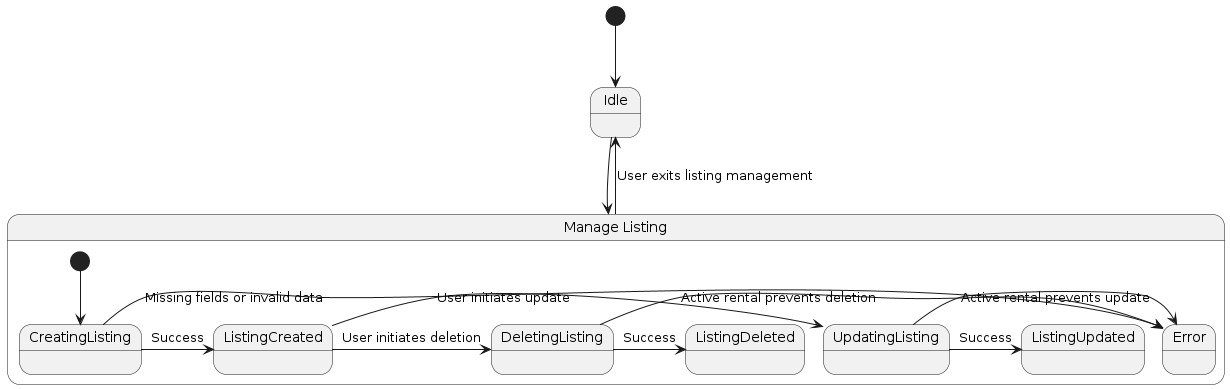 Idle
User exits listing management
Manage Listing
Missing fields or invalid data
User initiates update
Active rental prevents deletion
Active rental prevents update
CreatingListing
Success
ListingCreated
User initiates deletion
DeletingListing
Success
ListingDeleted
UpdatingListing
Success
ListingUpdated
Error